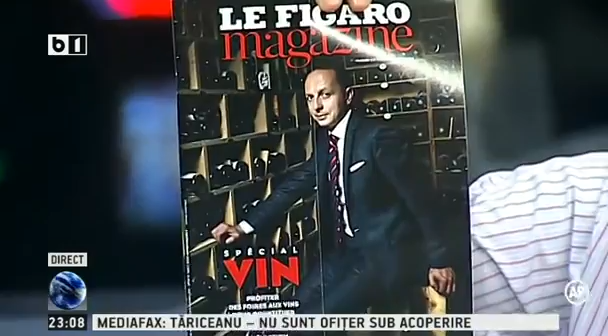 B1
LE FIGARO
magazine
SPÉCIAL
VIN
PROFITER
DES FOIRES AUX VINS
DIRECT
AP
23:08 MEDIAFAX: TĂRICEANU – NU SUNT OFIȚER SUB ACOPERIRE